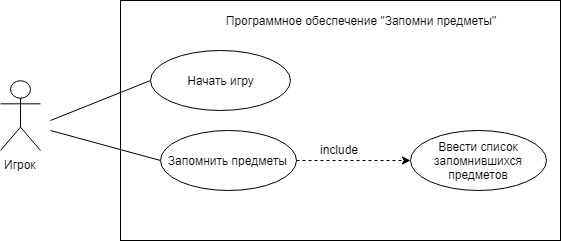 Программное обеспечение "Запомни предметы"
Начать игру
Игрок
Запомнить предметы
include
Ввести список
запомнившихся
предметов